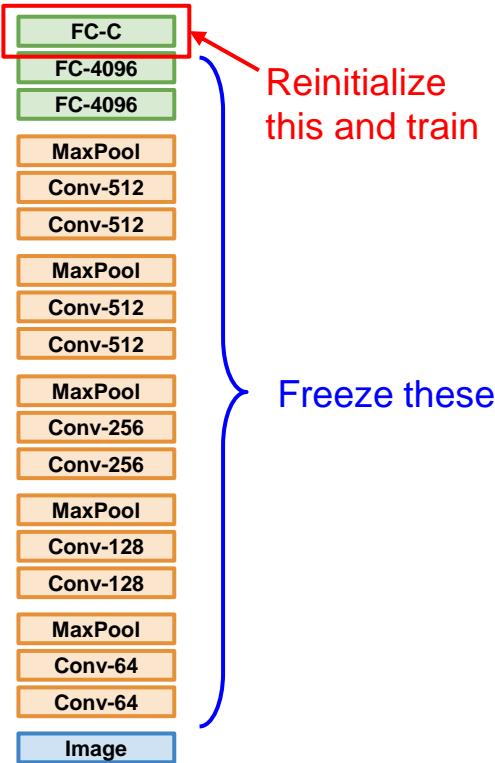 FC-C
FC-4096
FC-4096
MaxPool
Conv-512
Conv-512
MaxPool
Conv-512
Conv-512
MaxPool
Conv-256
Conv-256
MaxPool
Conv-128
Conv-128
MaxPool
Conv-64
Conv-64
Image
Reinitialize
this and train
Freeze these